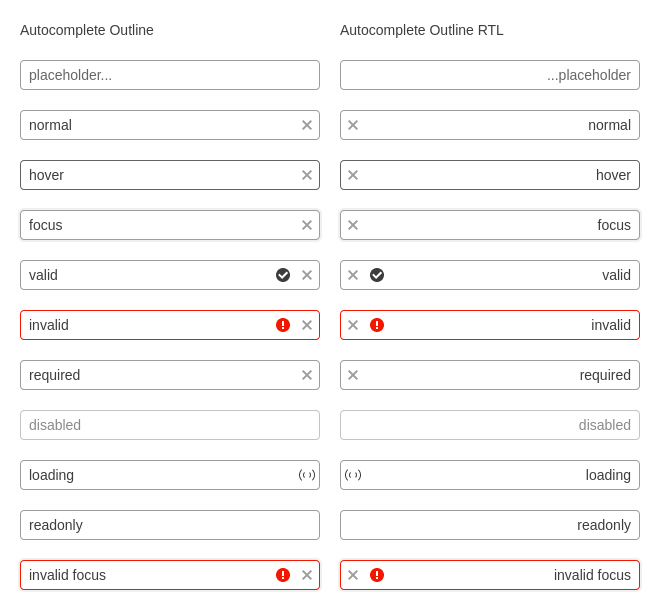 Autocomplete Outline
placeholder...
normal
hover
focus
valid
invalid
required
disabled
loading
readonly
invalid focus
Autocomplete Outline RTL
...placeholder
normal
hover
focus
valid
invalid
required
disabled
loading
readonly
invalid focus